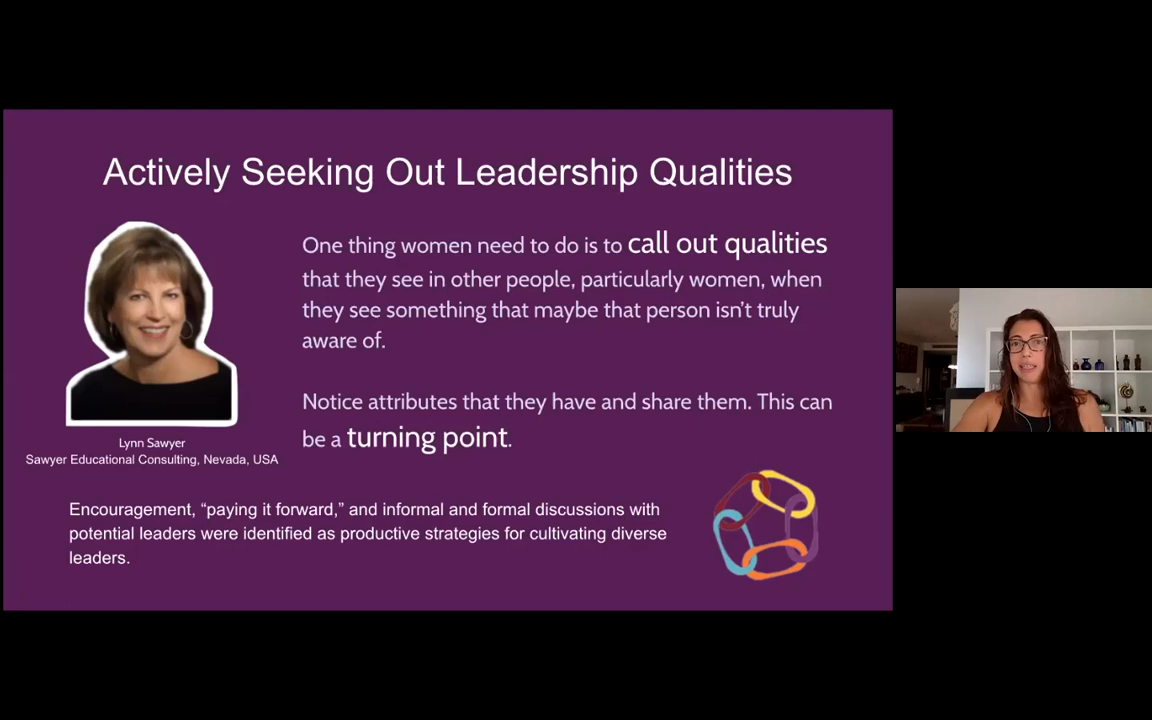 Actively Seeking Out Leadership Qualities
One thing women need to do is to call out qualities
that they see in other people, particularly women, when
they see something that maybe that person isn’t truly
aware of.
Notice attributes that they have and share them. This can
be a turning point.
Lynn Sawyer
Sawyer Educational Consulting, Nevada, USA
Encouragement, “paying it forward,” and informal and formal discussions with
potential leaders were identified as productive strategies for cultivating diverse
leaders.